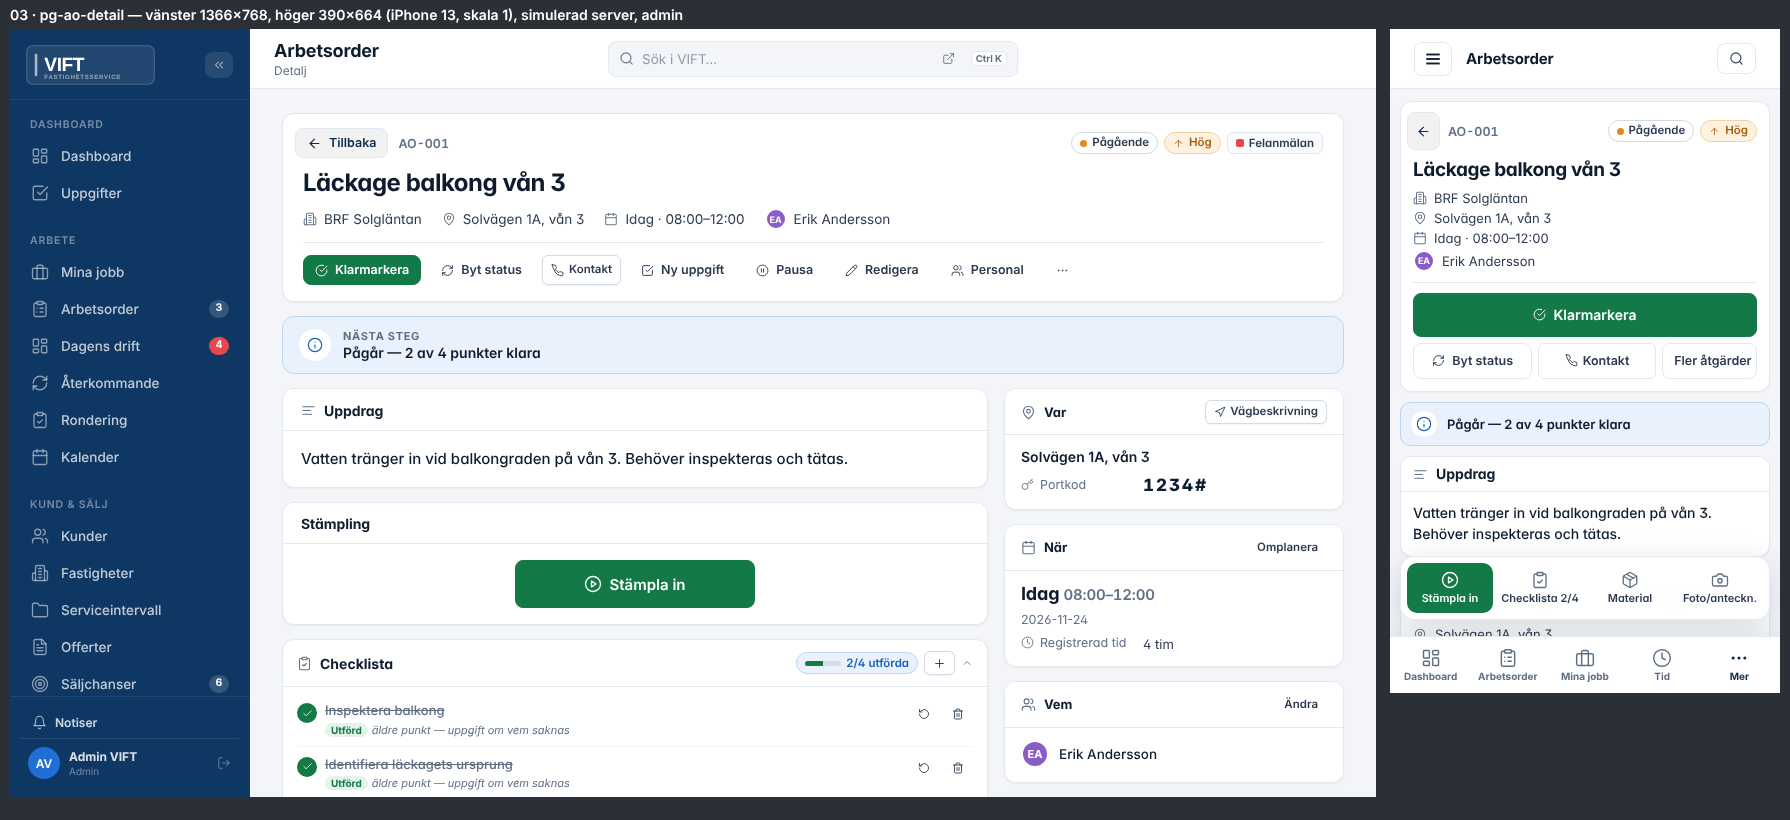 03 · pg-ao-detail — vänster 1366×768, höger 390×664 (iPhone 13, skala 1), simulerad server, admin
VIFT
FASTIGHETSSERVICE
DASHBOARD
Dashboard
Uppgifter
ARBETE
Mina jobb
Arbetsorder 3
Dagens drift 4
Återkommande
Rondering
Kalender
KUND & SÄLJ
Kunder
Fastigheter
Serviceintervall
Offerter
Säljchanser 6
Notiser
AV Admin VIFT
Admin
Arbetsorder
Detalj
Sök i VIFT... Ctrl K
Tillbaka AO-001 Pågående Hög Felanmälan
Läckage balkong vån 3
BRF Solgläntan Solvägen 1A, vån 3 Idag · 08:00–12:00 EA Erik Andersson
Klarmarkera Byt status Kontakt Ny uppgift Pausa Redigera Personal ...
NÄSTA STEG
Pågår — 2 av 4 punkter klara
Uppdrag
Vatten tränger in vid balkongraden på vån 3. Behöver inspekteras och tätas.
Stämpling
Stämpla in
Checklista 2/4 utförda +
Inspektera balkong
Utförd äldre punkt — uppgift om vem saknas
Identifiera läckagets ursprung
Utförd äldre punkt — uppgift om vem saknas
Var Vägbeskrivning
Solvägen 1A, vån 3
Portkod 1234#
När Omplanera
Idag 08:00–12:00
2026-11-24
Registrerad tid 4 tim
Vem Ändra
EA Erik Andersson
Arbetsorder
AO-001 Pågående Hög
Läckage balkong vån 3
BRF Solgläntan
Solvägen 1A, vån 3
Idag · 08:00–12:00
EA Erik Andersson
Klarmarkera
Byt status Kontakt Fler åtgärder
Pågår — 2 av 4 punkter klara
Uppdrag
Vatten tränger in vid balkongraden på vån 3.
Behöver inspekteras och tätas.
Stämpla in Checklista 2/4 Material Foto/anteckn.
Solvägen 1A, vån 3
Dashboard Arbetsorder Mina jobb Tid Mer